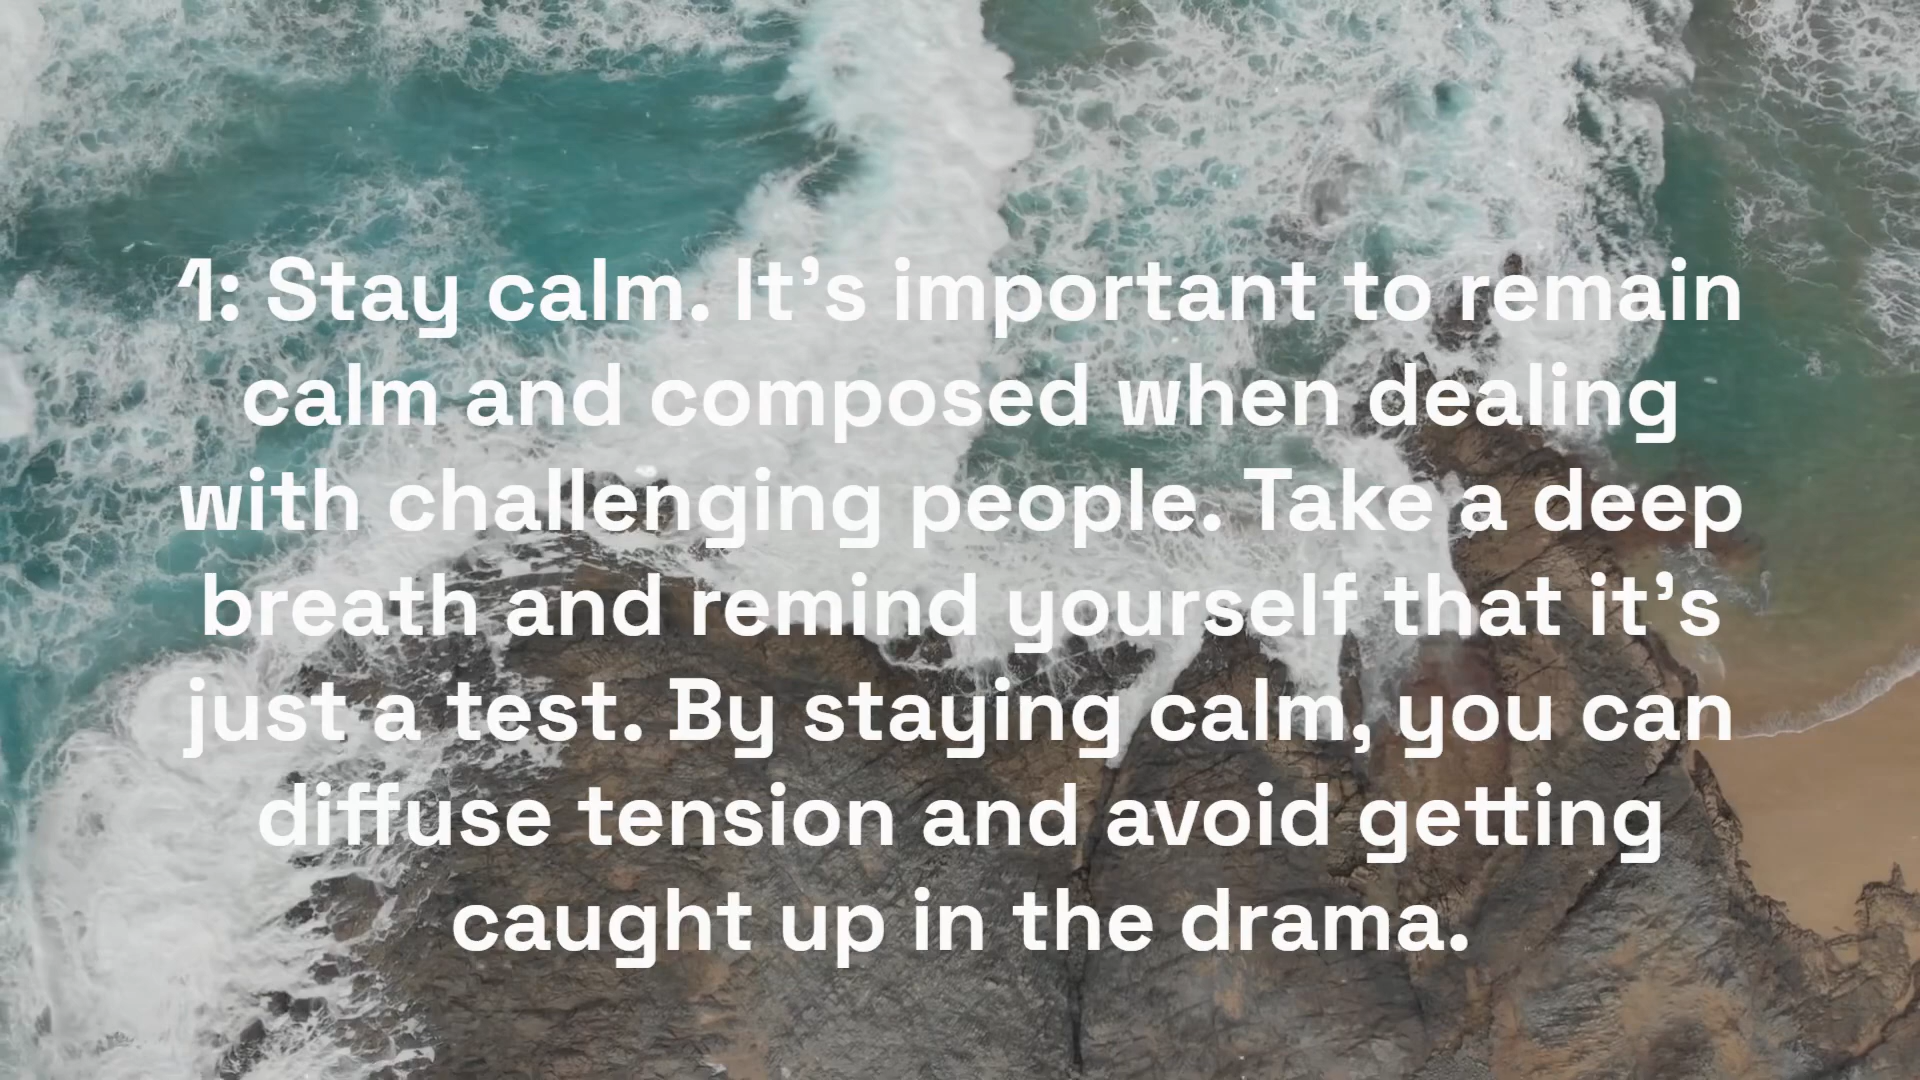 1: Stay calm. It’s important to remain
calm and composed when dealing
with challenging people. Take a deep
breath and remind yourself that it’s
just a test. By staying calm, you can
diffuse tension and avoid getting
caught up in the drama.